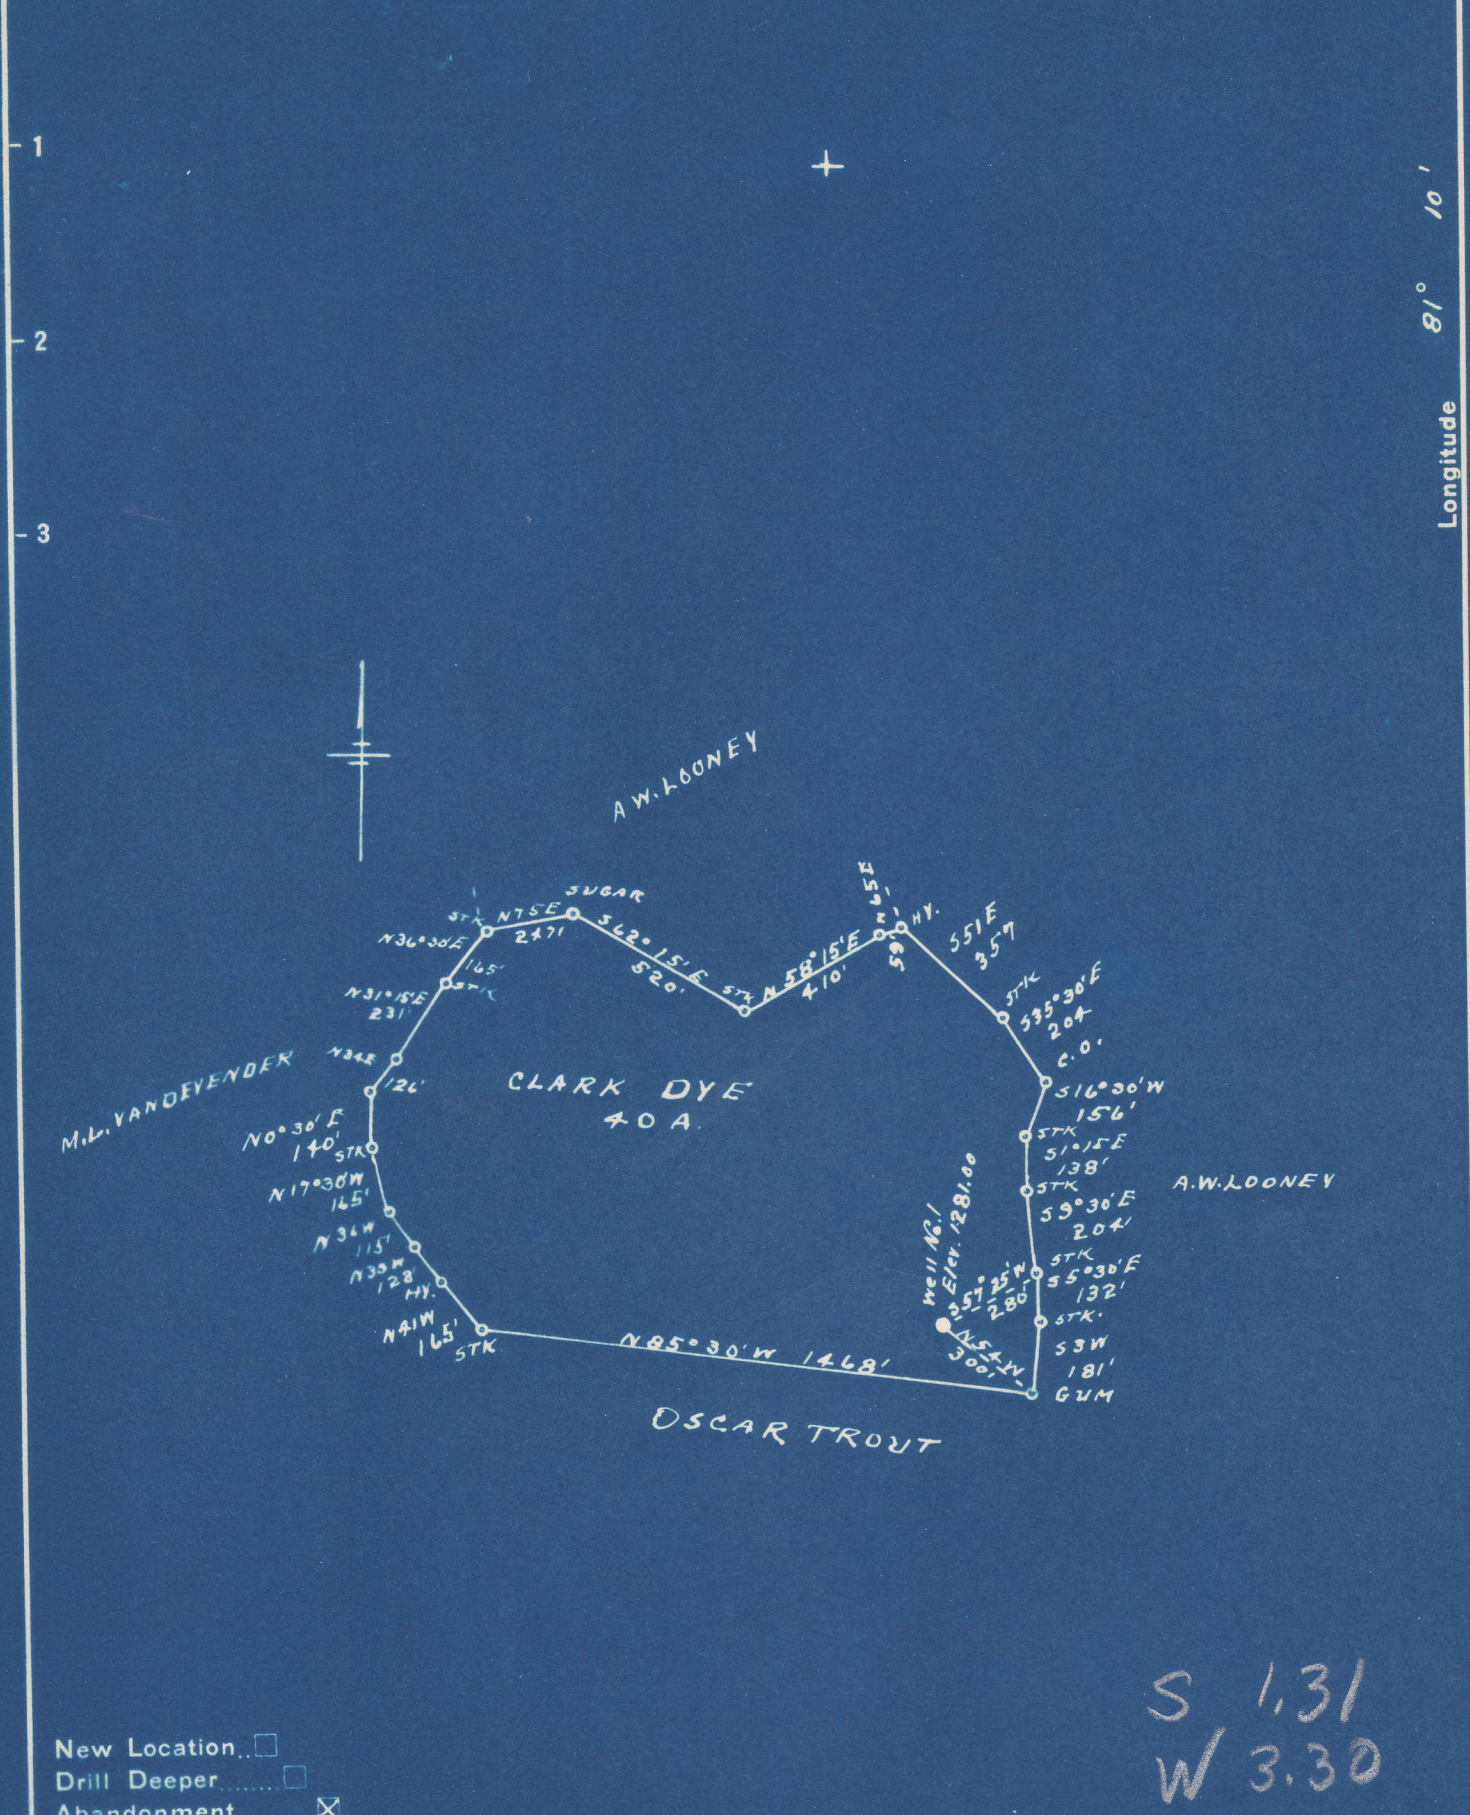 - 1
- 2
- 3
81° 10'
Longitude
A.W. LOONEY
SUGAR
STK
N75E
247'
N36°30'E
165'
STK
N31°15'E
231'
N34E
126'
S62°15'E
520'
STK
N58°15'E
410'
N65E
59
HY.
S51E
357
STK
S35°30'E
204
C.O.
S16°30'W
156'
STK
S1°15E
138'
STK
S9°30'E
204'
STK
S5°30'E
132'
STK.
S3W
181'
GUM
M.L. VANDEVENDER
CLARK DYE
40 A.
A.W. LOONEY
N0°30'E
140'
STK
N17°30W
165'
N36W
115'
N39W
128'
HY.
N41W
165'
STK
Well No.1
Elev. 1281.00
S57°25'W
280'
N54W
300'
N85°30'W 1468'
OSCAR TROUT
S 1.31
W 3.30
New Location..
Drill Deeper.......
Abandonment